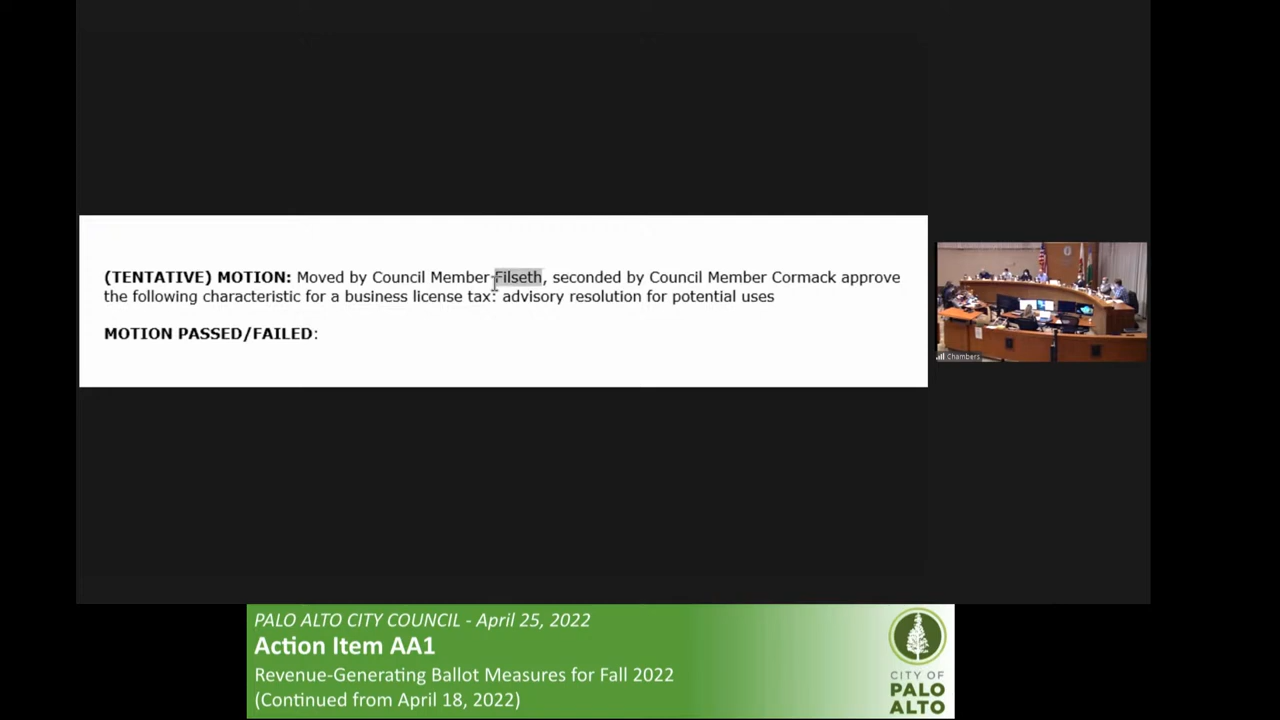 (TENTATIVE) MOTION: Moved by Council Member Filseth, seconded by Council Member Cormack approve
the following characteristic for a business license tax: advisory resolution for potential uses
MOTION PASSED/FAILED:
Chambers
PALO ALTO CITY COUNCIL - April 25, 2022
Action Item AA1
Revenue-Generating Ballot Measures for Fall 2022
(Continued from April 18, 2022)
CITY OF
PALO
ALTO